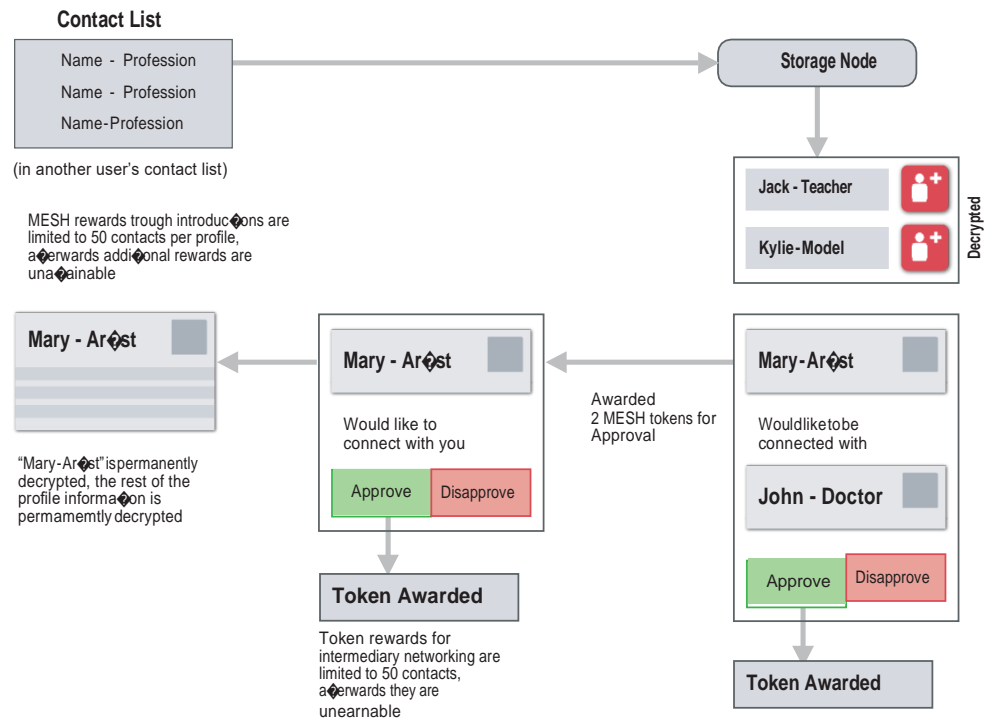 Contact List
Name - Profession
Name - Profession
Name-Profession
(in another user's contact list)
Storage Node
Jack - Teacher
Kylie-Model
Decrypted
MESH rewards trough introduc�ons are
limited to 50 contacts per profile,
a�erwards addi�onal rewards are
una�ainable
Mary - Ar�st
"Mary-Ar�st"ispermanently
decrypted, the rest of the
profile informa�on is
permamemtly decrypted
Mary - Ar�st
Would like to
connect with you
Approve
Disapprove
Token Awarded
Token rewards for
intermediary networking are
limited to 50 contacts,
a�erwards they are
unearnable
Awarded
2 MESH tokens for
Approval
Mary-Ar�st
Wouldliketobe
connected with
John - Doctor
Approve
Disapprove
Token Awarded